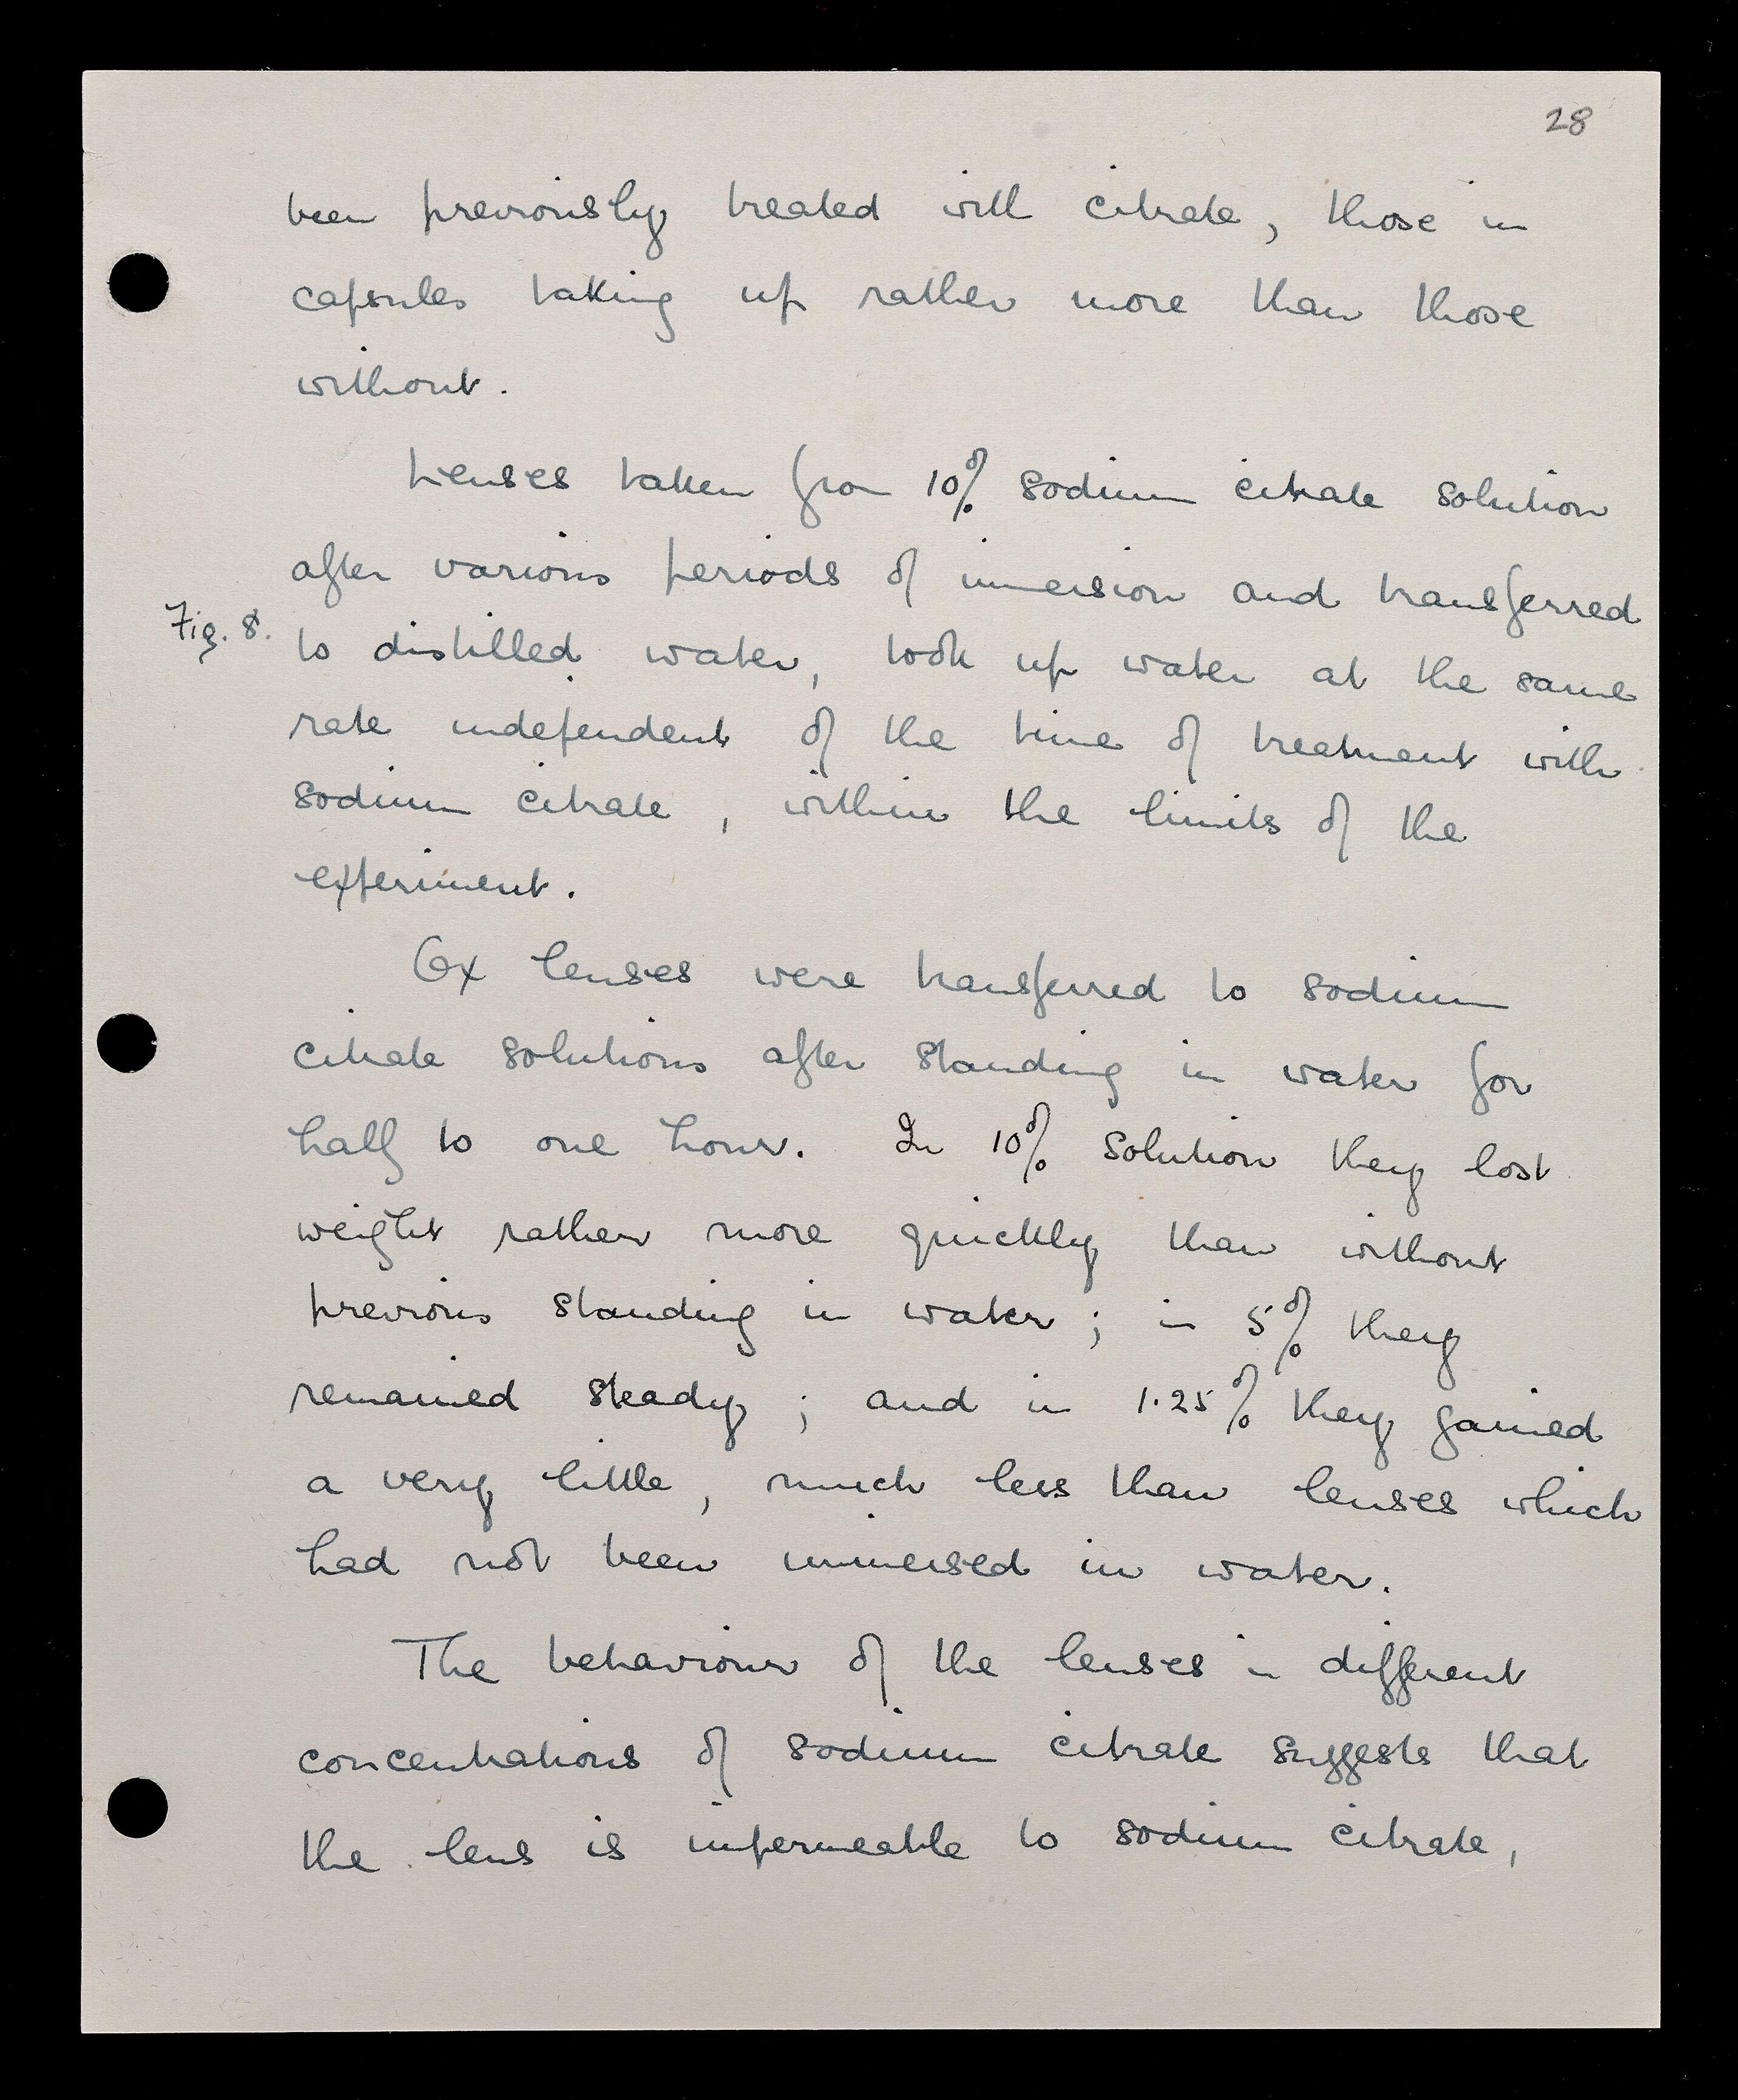 28
been previously treated with citrate, those in
capsules taking up rather more than those
without.
Lenses taken from 10% sodium citrate solution
after various periods of immersion and transferred
Fig. 8. to distilled water, took up water at the same
rate independent of the time of treatment with
sodium citrate, within the limits of the
experiment.
Ox lenses were transferred to sodium
citrate solutions after standing in water for
half to one hour. In 10% solution they lost
weight rather more quickly than without
previous standing in water; in 5% they
remained steady; and in 1.25% they gained
a very little, much less than lenses which
had not been immersed in water.
The behaviour of the lenses in different
concentrations of sodium citrate suggests that
the lens is impermeable to sodium citrate,